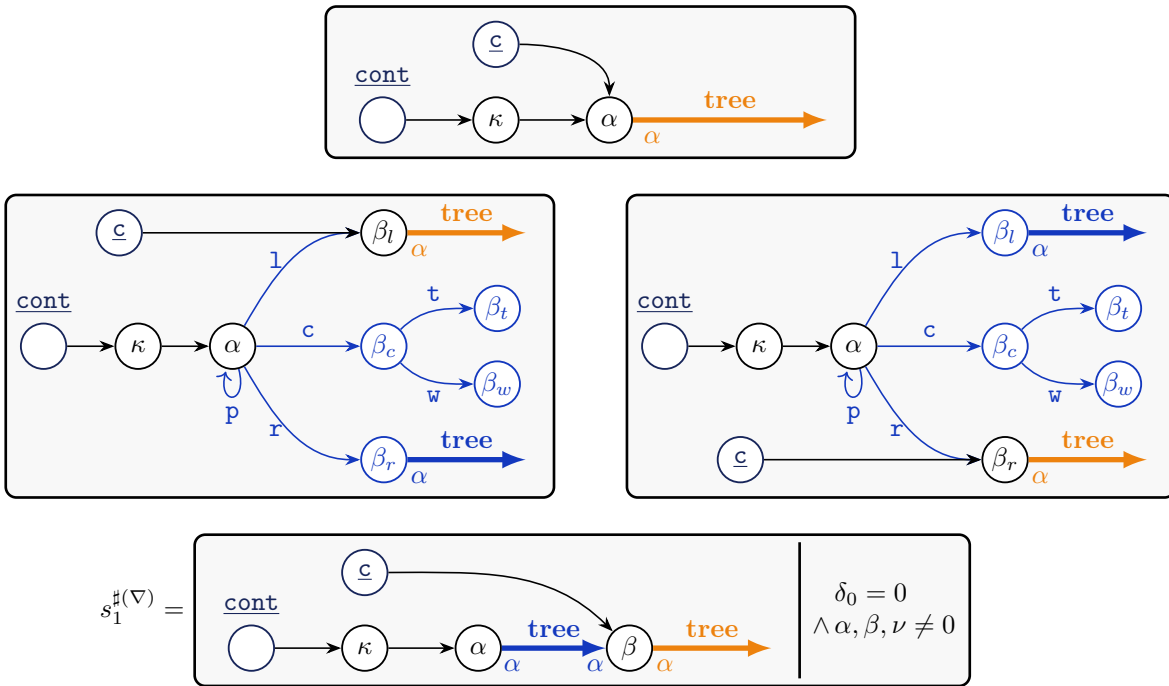 c
cont
κ
α
tree
α
c
β_l
tree
α
l
cont
κ
α
c
β_c
t
β_t
w
β_w
p
r
β_r
tree
α
β_l
tree
α
l
cont
κ
α
c
β_c
t
β_t
w
β_w
p
r
c
β_r
tree
α
s_1^{♯(∇)} =
c
cont
κ
α
tree
α α
β
tree
α
δ_0 = 0
∧ α, β, ν ≠ 0